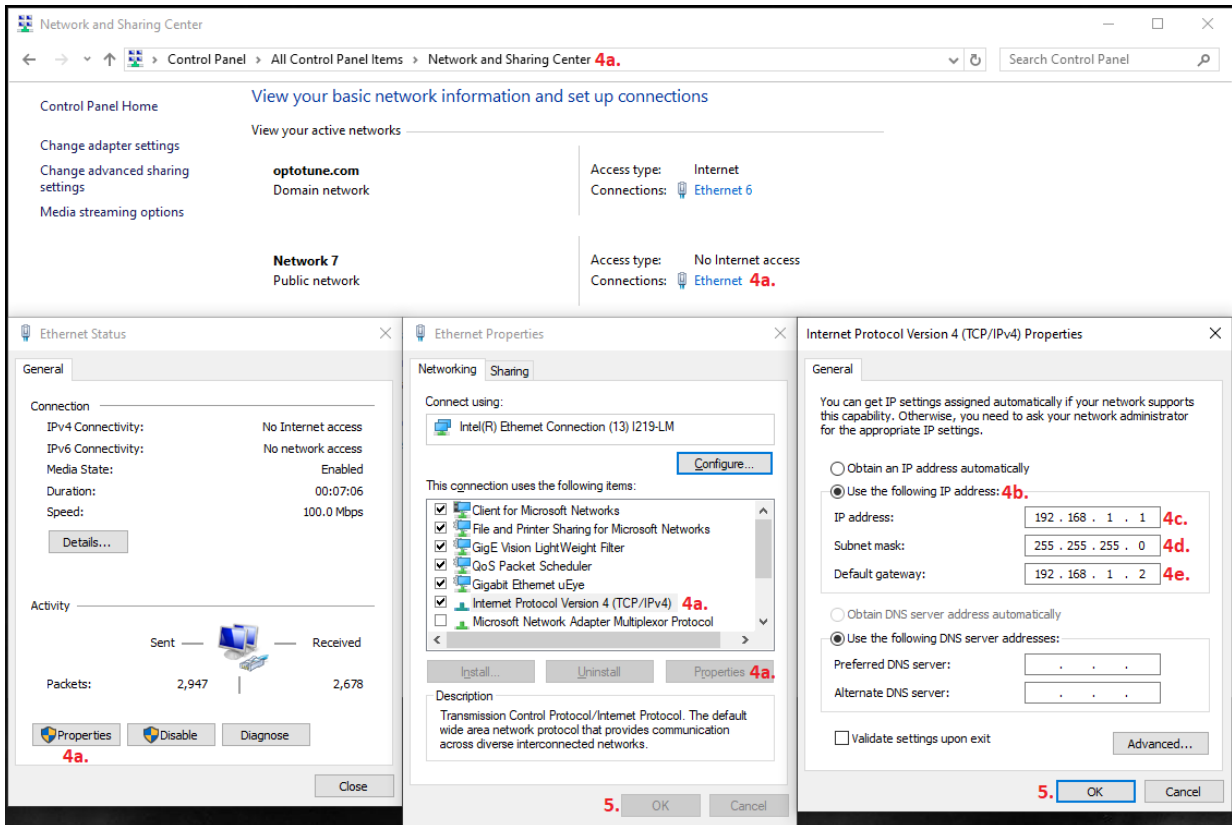 Network and Sharing Center
Control Panel > All Control Panel Items > Network and Sharing Center 4a.
Search Control Panel
Control Panel Home
Change adapter settings
Change advanced sharing
settings
Media streaming options
View your basic network information and set up connections
View your active networks
optotune.com
Domain network
Access type: Internet
Connections: Ethernet 6
Network 7
Public network
Access type: No Internet access
Connections: Ethernet 4a.
Ethernet Status
General
Connection
IPv4 Connectivity: No Internet access
IPv6 Connectivity: No network access
Media State: Enabled
Duration: 00:07:06
Speed: 100.0 Mbps
Details...
Activity
Sent Received
Packets: 2,947 2,678
Properties Disable Diagnose
4a.
Close
Ethernet Properties
Networking Sharing
Connect using:
Intel(R) Ethernet Connection (13) I219-LM
Configure...
This connection uses the following items:
Client for Microsoft Networks
File and Printer Sharing for Microsoft Networks
GigE Vision LightWeight Filter
QoS Packet Scheduler
Gigabit Ethernet uEye
Internet Protocol Version 4 (TCP/IPv4) 4a.
Microsoft Network Adapter Multiplexor Protocol
Install... Uninstall Properties 4a.
Description
Transmission Control Protocol/Internet Protocol. The default
wide area network protocol that provides communication
across diverse interconnected networks.
5. OK Cancel
Internet Protocol Version 4 (TCP/IPv4) Properties
General
You can get IP settings assigned automatically if your network supports
this capability. Otherwise, you need to ask your network administrator
for the appropriate IP settings.
Obtain an IP address automatically
Use the following IP address: 4b.
IP address: 192 . 168 . 1 . 1 4c.
Subnet mask: 255 . 255 . 255 . 0 4d.
Default gateway: 192 . 168 . 1 . 2 4e.
Obtain DNS server address automatically
Use the following DNS server addresses:
Preferred DNS server: . . .
Alternate DNS server: . . .
Validate settings upon exit
Advanced...
5. OK Cancel